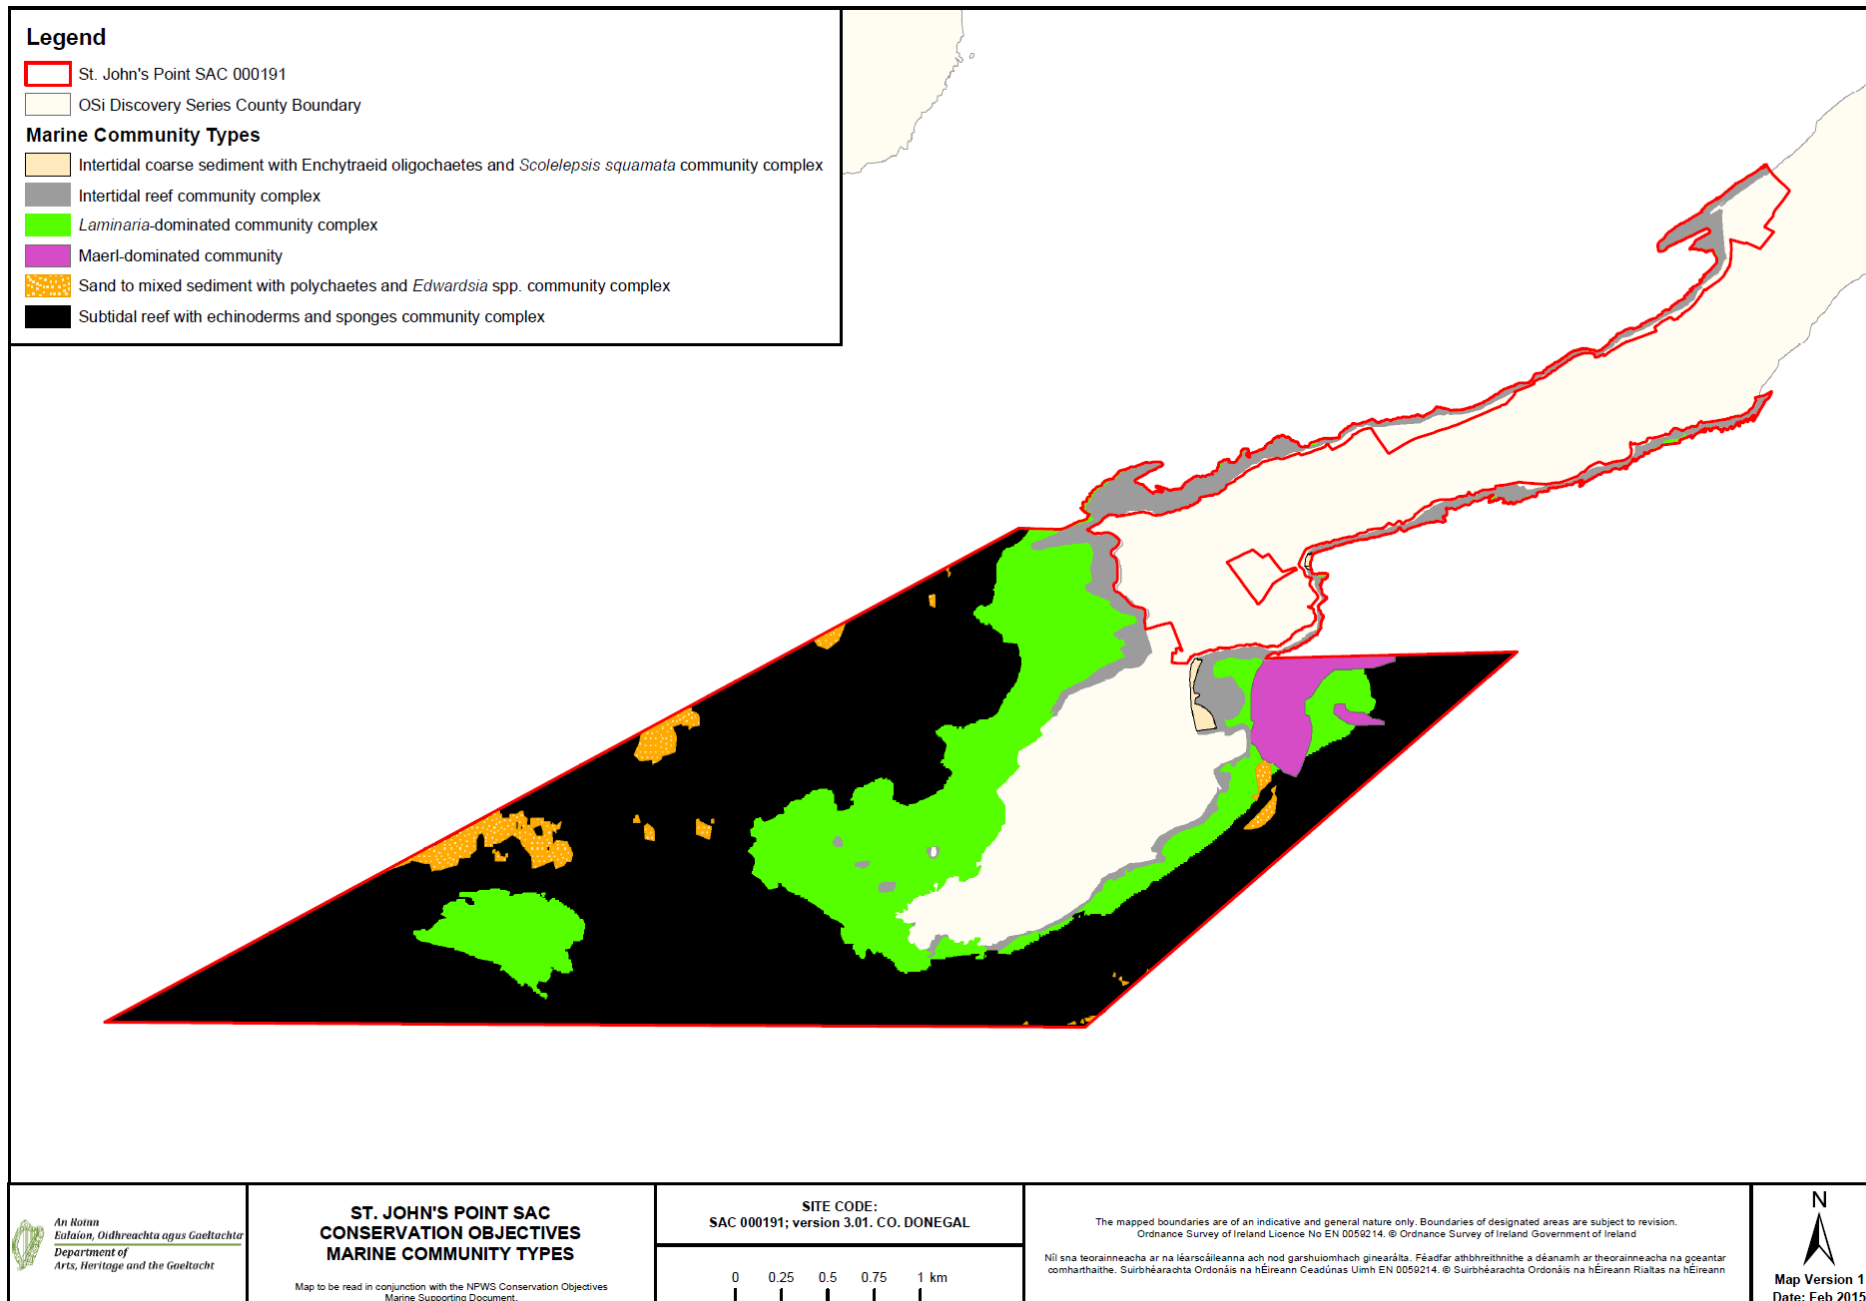 Legend
St. John's Point SAC 000191
OSi Discovery Series County Boundary
Marine Community Types
Intertidal coarse sediment with Enchytraeid oligochaetes and Scolelepsis squamata community complex
Intertidal reef community complex
Laminaria-dominated community complex
Maerl-dominated community
Sand to mixed sediment with polychaetes and Edwardsia spp. community complex
Subtidal reef with echinoderms and sponges community complex
An Roinn
Ealaíon, Oidhreachta agus Gaeltachta
Department of
Arts, Heritage and the Gaeltacht
ST. JOHN'S POINT SAC
CONSERVATION OBJECTIVES
MARINE COMMUNITY TYPES
Map to be read in conjunction with the NPWS Conservation Objectives
Marine Supporting Document.
SITE CODE:
SAC 000191; version 3.01. CO. DONEGAL
0 0.25 0.5 0.75 1 km
The mapped boundaries are of an indicative and general nature only. Boundaries of designated areas are subject to revision.
Ordnance Survey of Ireland Licence No EN 0059214. © Ordnance Survey of Ireland Government of Ireland
Níl sna teorainneacha ar na léarscáileanna ach nod garshuiomhach ginearálta. Féadfar athbhreithnithe a déanamh ar theorainneacha na gceantar
comharthaithe. Suirbhéarachta Ordonáis na hÉireann Ceadúnas Uimh EN 0059214. © Suirbhéarachta Ordonáis na hÉireann Rialtas na hÉireann
N
Map Version 1
Date: Feb 2015